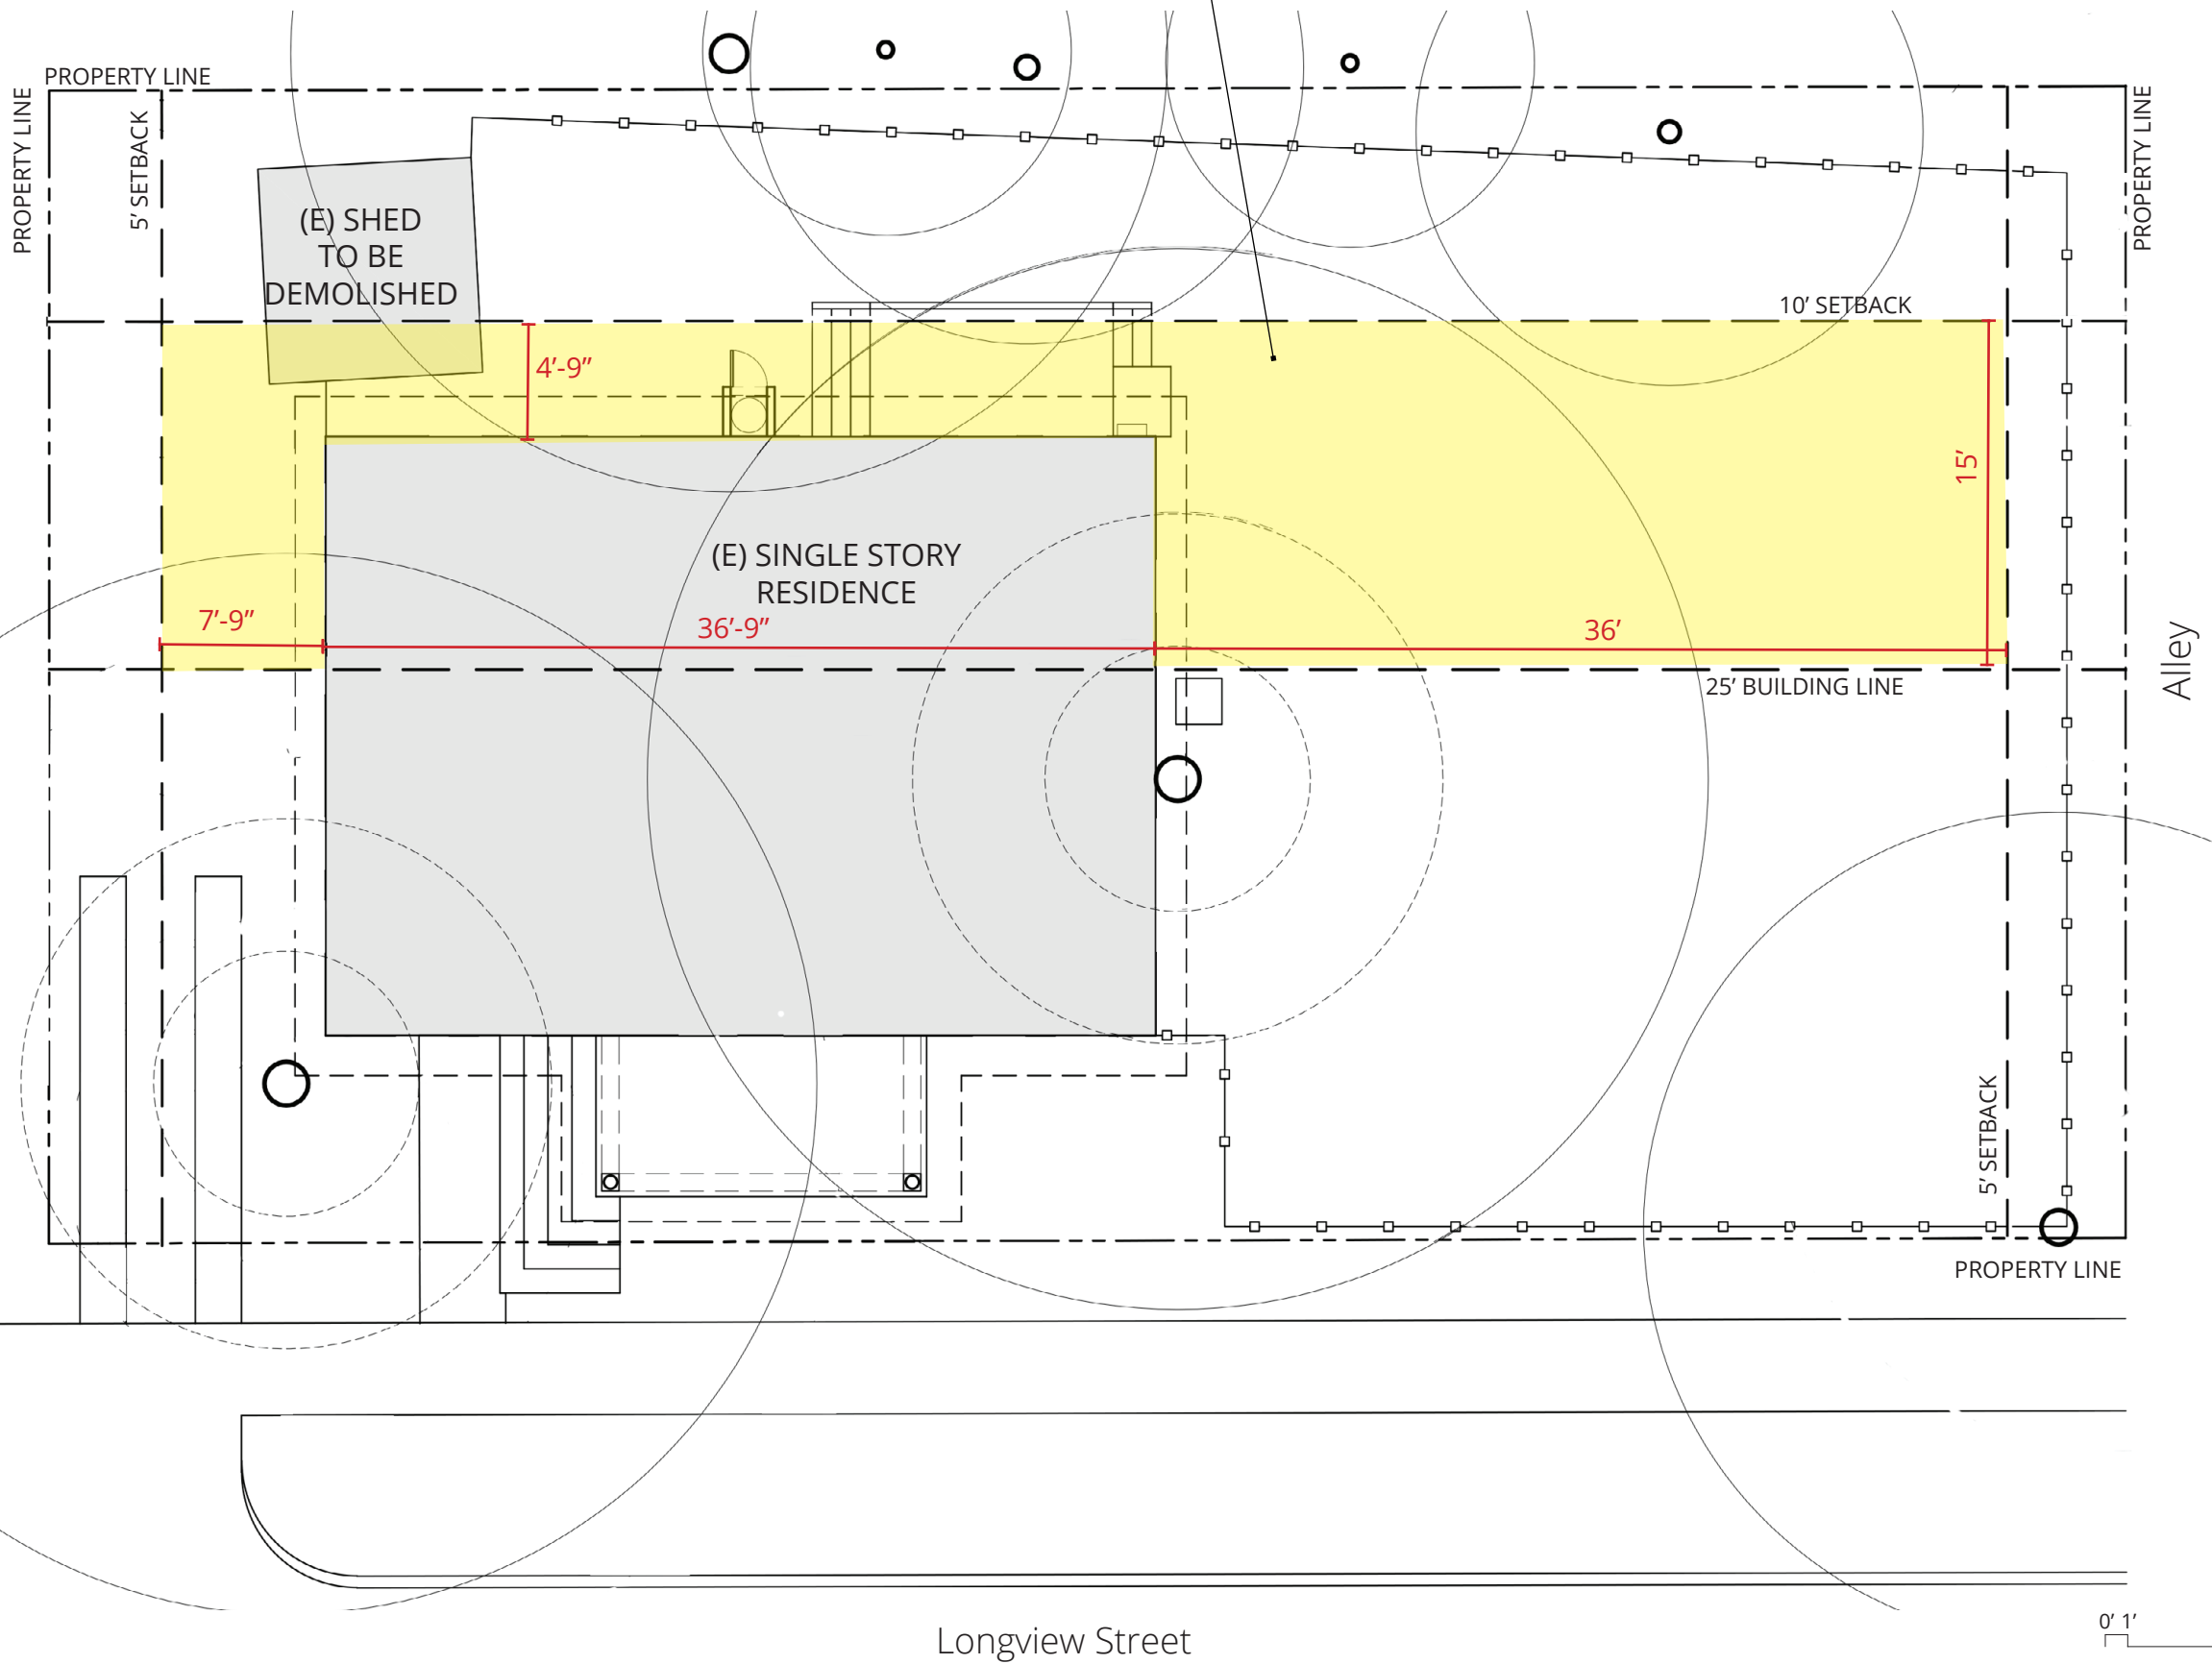 PROPERTY LINE
PROPERTY LINE
5’ SETBACK
PROPERTY LINE
(E) SHED
TO BE
DEMOLISHED
10’ SETBACK
4’-9”
15’
(E) SINGLE STORY
RESIDENCE
7’-9”
36’-9”
36’
25’ BUILDING LINE
Alley
5’ SETBACK
PROPERTY LINE
0’ 1’
Longview Street